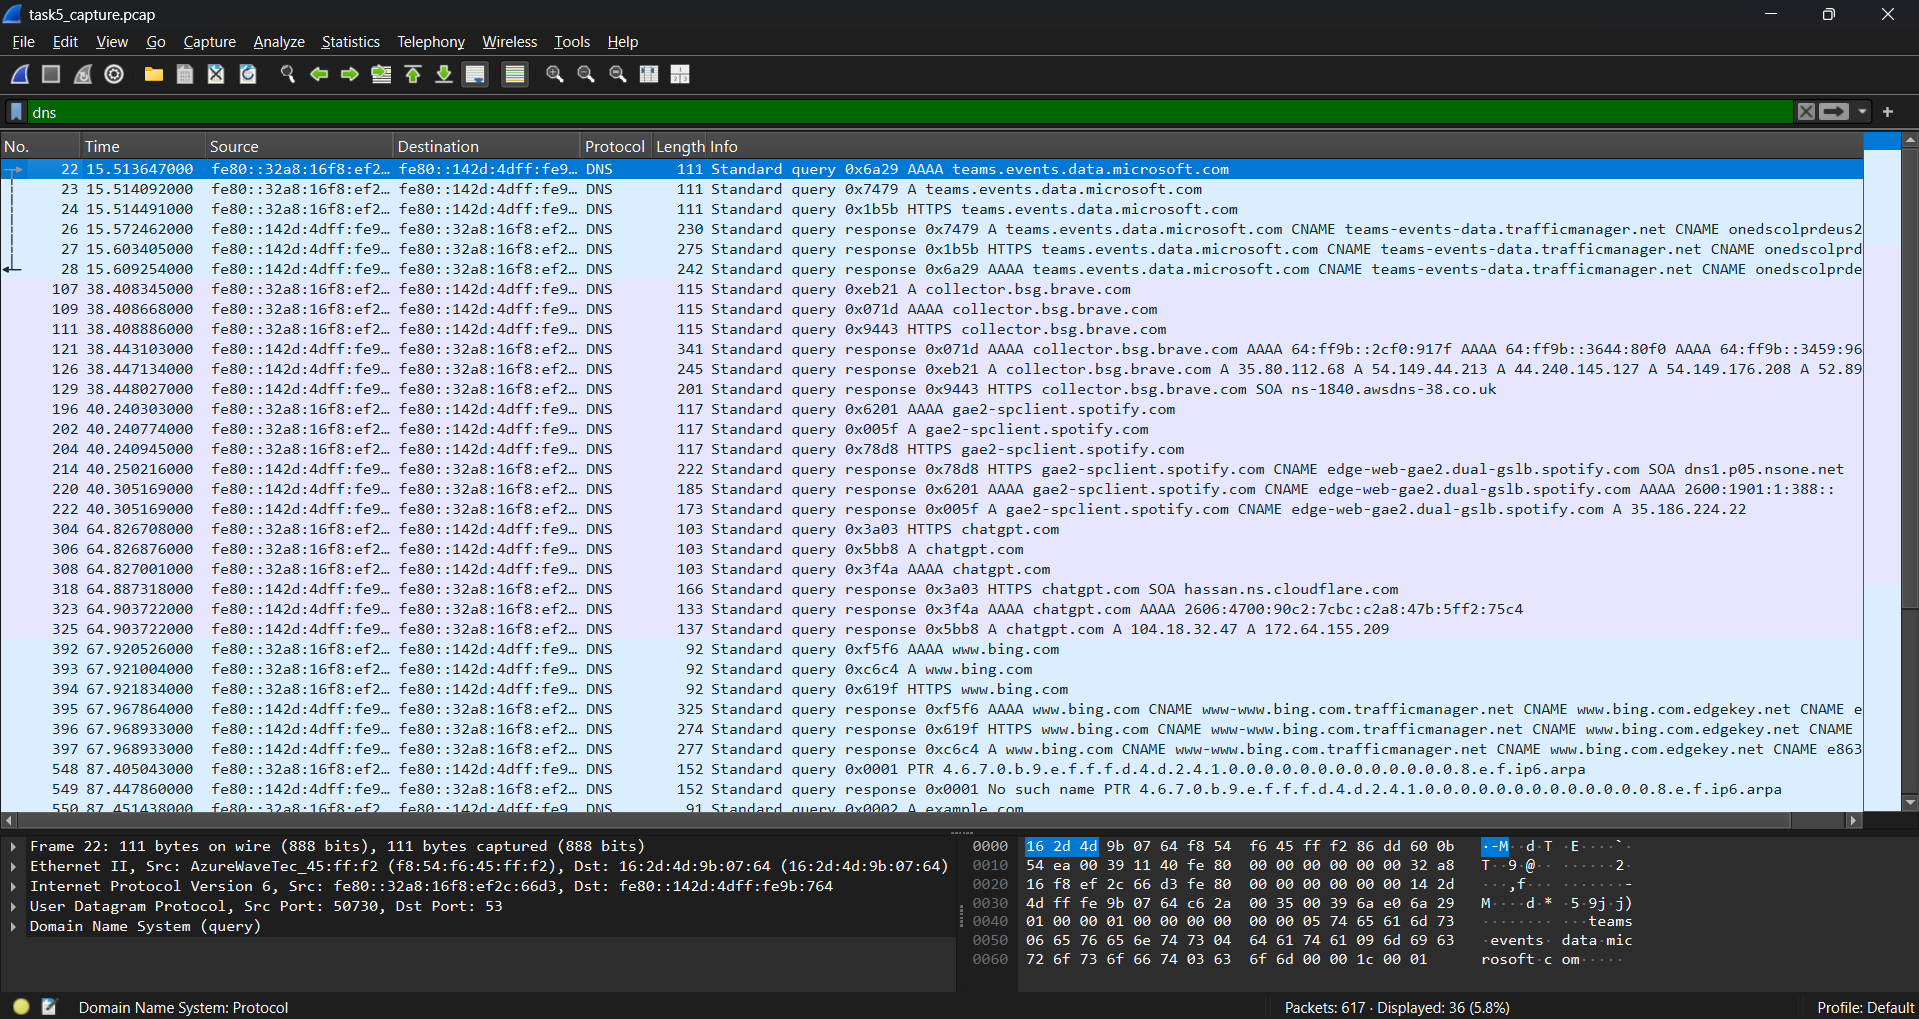 task5_capture.pcap
File Edit View Go Capture Analyze Statistics Telephony Wireless Tools Help
dns
No. Time Source Destination Protocol Length Info
22 15.513647000 fe80::32a8:16f8:ef2… fe80::142d:4dff:fe9… DNS 111 Standard query 0x6a29 AAAA teams.events.data.microsoft.com
23 15.514092000 fe80::32a8:16f8:ef2… fe80::142d:4dff:fe9… DNS 111 Standard query 0x7479 A teams.events.data.microsoft.com
24 15.514491000 fe80::32a8:16f8:ef2… fe80::142d:4dff:fe9… DNS 111 Standard query 0x1b5b HTTPS teams.events.data.microsoft.com
26 15.572462000 fe80::142d:4dff:fe9… fe80::32a8:16f8:ef2… DNS 230 Standard query response 0x7479 A teams.events.data.microsoft.com CNAME teams-events-data.trafficmanager.net CNAME onedscolprdeus2
27 15.603405000 fe80::142d:4dff:fe9… fe80::32a8:16f8:ef2… DNS 275 Standard query response 0x1b5b HTTPS teams.events.data.microsoft.com CNAME teams-events-data.trafficmanager.net CNAME onedscolprd
28 15.609254000 fe80::142d:4dff:fe9… fe80::32a8:16f8:ef2… DNS 242 Standard query response 0x6a29 AAAA teams.events.data.microsoft.com CNAME teams-events-data.trafficmanager.net CNAME onedscolprde
107 38.408345000 fe80::32a8:16f8:ef2… fe80::142d:4dff:fe9… DNS 115 Standard query 0xeb21 A collector.bsg.brave.com
109 38.408668000 fe80::32a8:16f8:ef2… fe80::142d:4dff:fe9… DNS 115 Standard query 0x071d AAAA collector.bsg.brave.com
111 38.408886000 fe80::32a8:16f8:ef2… fe80::142d:4dff:fe9… DNS 115 Standard query 0x9443 HTTPS collector.bsg.brave.com
121 38.443103000 fe80::142d:4dff:fe9… fe80::32a8:16f8:ef2… DNS 341 Standard query response 0x071d AAAA collector.bsg.brave.com AAAA 64:ff9b::2cf0:917f AAAA 64:ff9b::3644:80f0 AAAA 64:ff9b::3459:96
126 38.447134000 fe80::142d:4dff:fe9… fe80::32a8:16f8:ef2… DNS 245 Standard query response 0xeb21 A collector.bsg.brave.com A 35.80.112.68 A 54.149.44.213 A 44.240.145.127 A 54.149.176.208 A 52.89
129 38.448027000 fe80::142d:4dff:fe9… fe80::32a8:16f8:ef2… DNS 201 Standard query response 0x9443 HTTPS collector.bsg.brave.com SOA ns-1840.awsdns-38.co.uk
196 40.240303000 fe80::32a8:16f8:ef2… fe80::142d:4dff:fe9… DNS 117 Standard query 0x6201 AAAA gae2-spclient.spotify.com
202 40.240774000 fe80::32a8:16f8:ef2… fe80::142d:4dff:fe9… DNS 117 Standard query 0x005f A gae2-spclient.spotify.com
204 40.240945000 fe80::32a8:16f8:ef2… fe80::142d:4dff:fe9… DNS 117 Standard query 0x78d8 HTTPS gae2-spclient.spotify.com
214 40.250216000 fe80::142d:4dff:fe9… fe80::32a8:16f8:ef2… DNS 222 Standard query response 0x78d8 HTTPS gae2-spclient.spotify.com CNAME edge-web-gae2.dual-gslb.spotify.com SOA dns1.p05.nsone.net
220 40.305169000 fe80::142d:4dff:fe9… fe80::32a8:16f8:ef2… DNS 185 Standard query response 0x6201 AAAA gae2-spclient.spotify.com CNAME edge-web-gae2.dual-gslb.spotify.com AAAA 2600:1901:1:388::
222 40.305169000 fe80::142d:4dff:fe9… fe80::32a8:16f8:ef2… DNS 173 Standard query response 0x005f A gae2-spclient.spotify.com CNAME edge-web-gae2.dual-gslb.spotify.com A 35.186.224.22
304 64.826708000 fe80::32a8:16f8:ef2… fe80::142d:4dff:fe9… DNS 103 Standard query 0x3a03 HTTPS chatgpt.com
306 64.826876000 fe80::32a8:16f8:ef2… fe80::142d:4dff:fe9… DNS 103 Standard query 0x5bb8 A chatgpt.com
308 64.827001000 fe80::32a8:16f8:ef2… fe80::142d:4dff:fe9… DNS 103 Standard query 0x3f4a AAAA chatgpt.com
318 64.887318000 fe80::142d:4dff:fe9… fe80::32a8:16f8:ef2… DNS 166 Standard query response 0x3a03 HTTPS chatgpt.com SOA hassan.ns.cloudflare.com
323 64.903722000 fe80::142d:4dff:fe9… fe80::32a8:16f8:ef2… DNS 133 Standard query response 0x3f4a AAAA chatgpt.com AAAA 2606:4700:90c2:7cbc:c2a8:47b:5ff2:75c4
325 64.903722000 fe80::142d:4dff:fe9… fe80::32a8:16f8:ef2… DNS 137 Standard query response 0x5bb8 A chatgpt.com A 104.18.32.47 A 172.64.155.209
392 67.920526000 fe80::32a8:16f8:ef2… fe80::142d:4dff:fe9… DNS 92 Standard query 0xf5f6 AAAA www.bing.com
393 67.921004000 fe80::32a8:16f8:ef2… fe80::142d:4dff:fe9… DNS 92 Standard query 0xc6c4 A www.bing.com
394 67.921834000 fe80::32a8:16f8:ef2… fe80::142d:4dff:fe9… DNS 92 Standard query 0x619f HTTPS www.bing.com
395 67.967864000 fe80::142d:4dff:fe9… fe80::32a8:16f8:ef2… DNS 325 Standard query response 0xf5f6 AAAA www.bing.com CNAME www-www.bing.com.trafficmanager.net CNAME www.bing.com.edgekey.net CNAME e
396 67.968933000 fe80::142d:4dff:fe9… fe80::32a8:16f8:ef2… DNS 274 Standard query response 0x619f HTTPS www.bing.com CNAME www-www.bing.com.trafficmanager.net CNAME www.bing.com.edgekey.net CNAME
397 67.968933000 fe80::142d:4dff:fe9… fe80::32a8:16f8:ef2… DNS 277 Standard query response 0xc6c4 A www.bing.com CNAME www-www.bing.com.trafficmanager.net CNAME www.bing.com.edgekey.net CNAME e863
548 87.405043000 fe80::32a8:16f8:ef2… fe80::142d:4dff:fe9… DNS 152 Standard query 0x0001 PTR 4.6.7.0.b.9.e.f.f.f.d.4.d.2.4.1.0.0.0.0.0.0.0.0.0.0.0.0.0.8.e.f.ip6.arpa
549 87.447860000 fe80::142d:4dff:fe9… fe80::32a8:16f8:ef2… DNS 152 Standard query response 0x0001 No such name PTR 4.6.7.0.b.9.e.f.f.f.d.4.d.2.4.1.0.0.0.0.0.0.0.0.0.0.0.0.0.8.e.f.ip6.arpa
550 87.451438000 fe80::32a8:16f8:ef2… fe80::142d:4dff:fe9… DNS 91 Standard query 0x0002 A example.com
Frame 22: 111 bytes on wire (888 bits), 111 bytes captured (888 bits)
Ethernet II, Src: AzureWaveTec_45:ff:f2 (f8:54:f6:45:ff:f2), Dst: 16:2d:4d:9b:07:64 (16:2d:4d:9b:07:64)
Internet Protocol Version 6, Src: fe80::32a8:16f8:ef2c:66d3, Dst: fe80::142d:4dff:fe9b:764
User Datagram Protocol, Src Port: 50730, Dst Port: 53
Domain Name System (query)
0000 16 2d 4d 9b 07 64 f8 54 f6 45 ff f2 86 dd 60 0b ·-M··d·T ·E····`·
0010 54 ea 00 39 11 40 fe 80 00 00 00 00 00 00 32 a8 T··9·@·· ······2·
0020 16 f8 ef 2c 66 d3 fe 80 00 00 00 00 00 00 14 2d ···,f··· ·······-
0030 4d ff fe 9b 07 64 c6 2a 00 35 00 39 6a e0 6a 29 M····d·* ·5·9j·j)
0040 01 00 00 01 00 00 00 00 00 00 05 74 65 61 6d 73 ········ ···teams
0050 06 65 76 65 6e 74 73 04 64 61 74 61 09 6d 69 63 ·events· data·mic
0060 72 6f 73 6f 66 74 03 63 6f 6d 00 00 1c 00 01 rosoft·c om·····
Domain Name System: Protocol
Packets: 617 · Displayed: 36 (5.8%)
Profile: Default